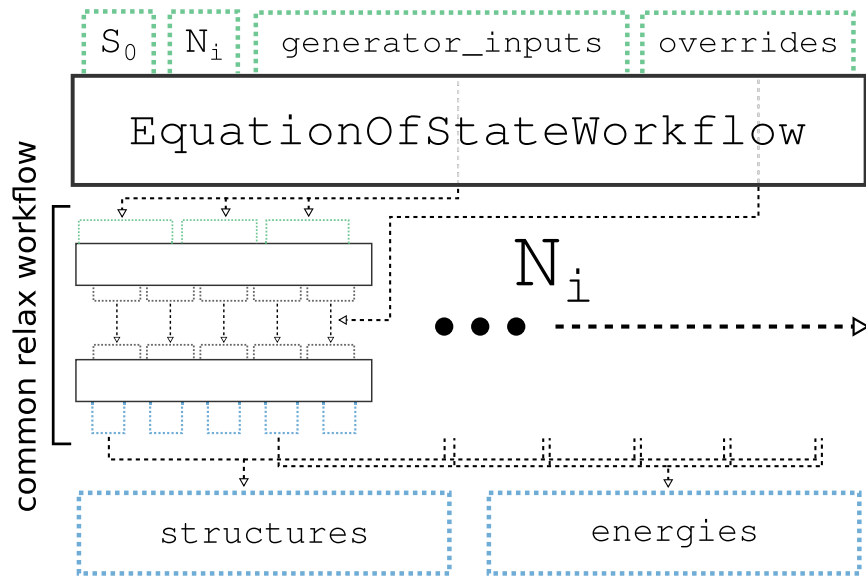 S₀ Nᵢ generator_inputs overrides
EquationOfStateWorkflow
common relax workflow
Nᵢ
structures energies